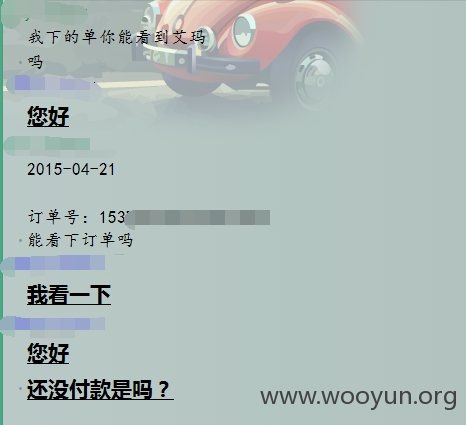 我下的单你能看到艾玛
吗
您好
2015-04-21
订单号：153
能看下订单吗
我看一下
您好
还没付款是吗？
www.wooyun.org